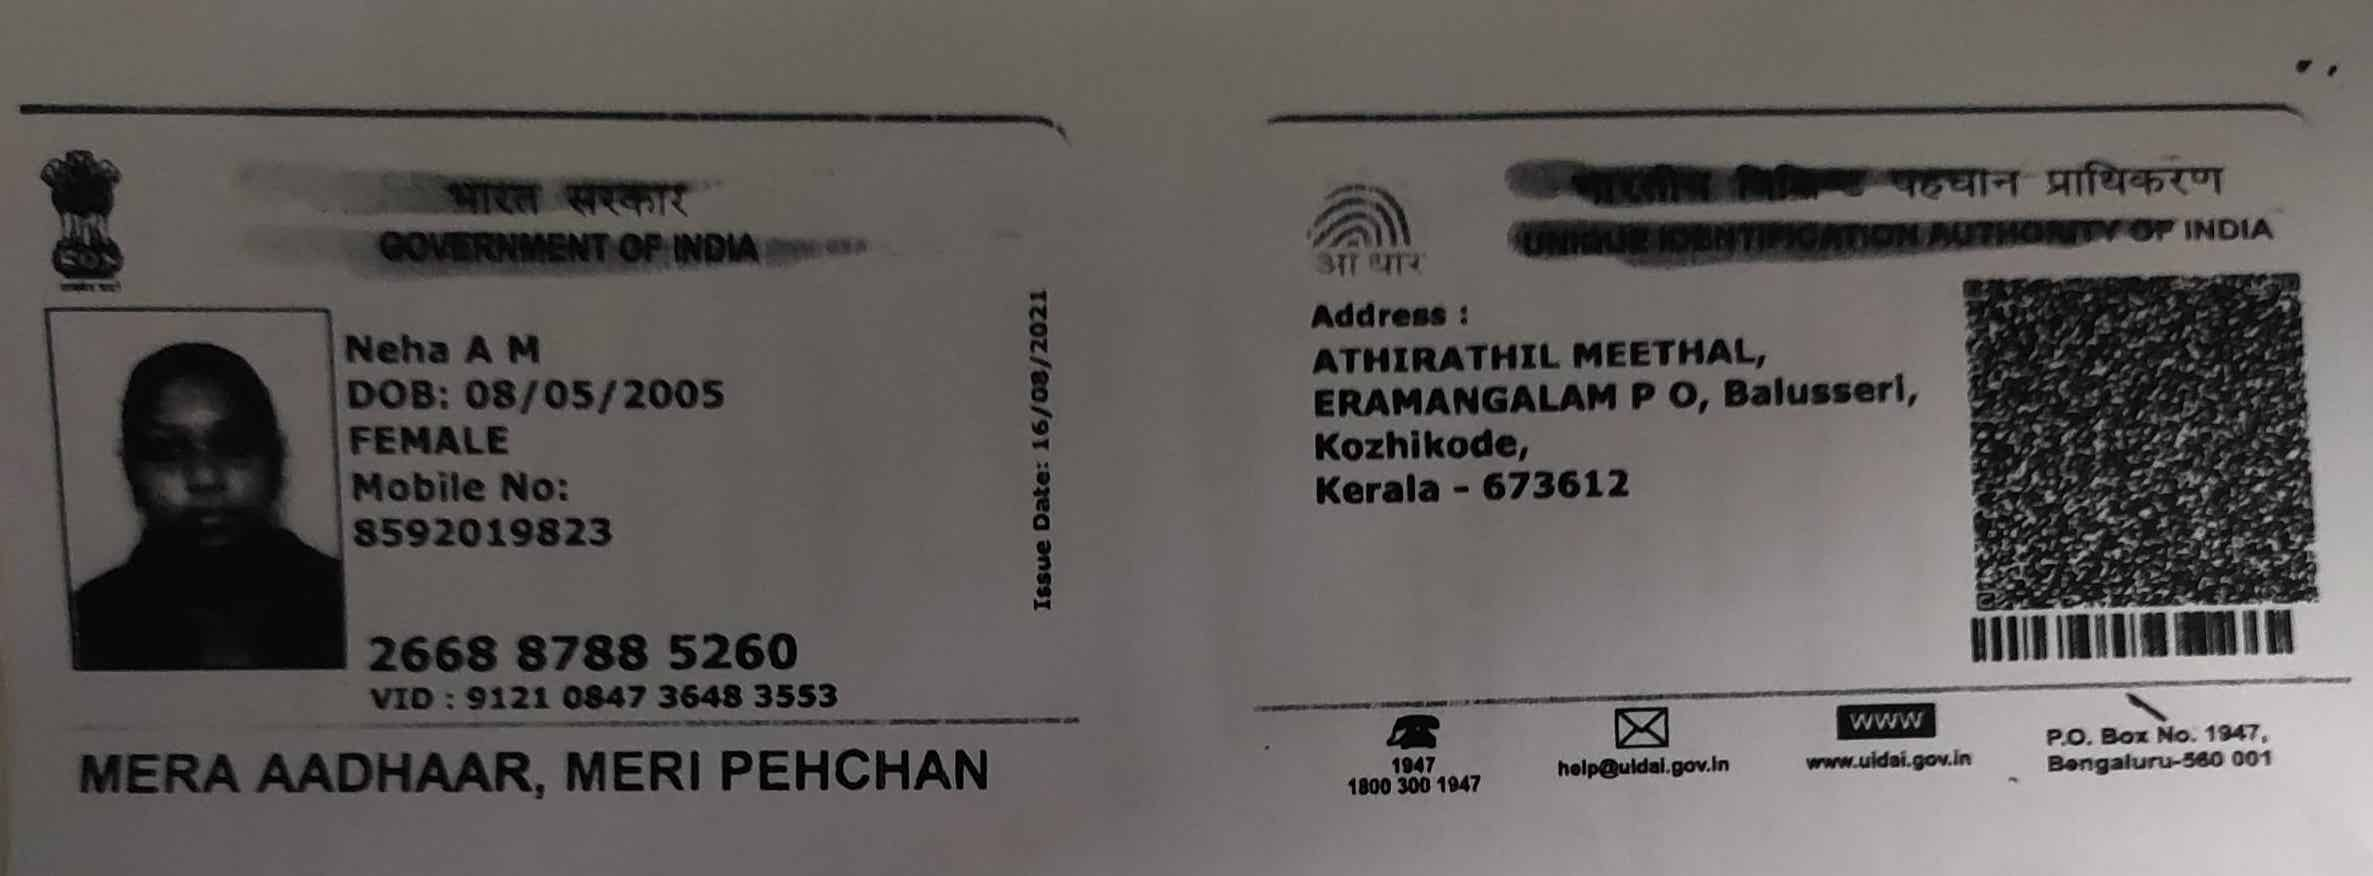 भारत सरकार
GOVERNMENT OF INDIA
Neha A M
DOB: 08/05/2005
FEMALE
Mobile No:
8592019823
Issue Date: 16/08/2021
2668 8788 5260
VID : 9121 0847 3648 3553
MERA AADHAAR, MERI PEHCHAN
पहचान प्राधिकरण
UNIQUE IDENTIFICATION AUTHORITY OF INDIA
आधार
Address :
ATHIRATHIL MEETHAL,
ERAMANGALAM P O, Balusseri,
Kozhikode,
Kerala - 673612
1947
1800 300 1947
help@uidai.gov.in
www
www.uidai.gov.in
P.O. Box No. 1947,
Bengaluru-560 001